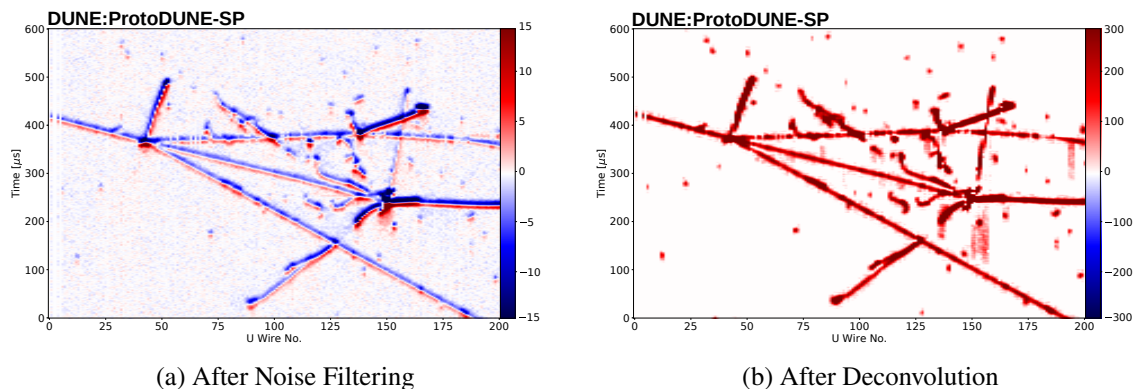 DUNE:ProtoDUNE-SP
600
500
400
300
200
100
0
Time [µs]
0 25 50 75 100 125 150 175 200
U Wire No.
15
10
5
0
−5
−10
−15
(a) After Noise Filtering
DUNE:ProtoDUNE-SP
600
500
400
300
200
100
0
Time [µs]
0 25 50 75 100 125 150 175 200
U Wire No.
300
200
100
0
−100
−200
−300
(b) After Deconvolution